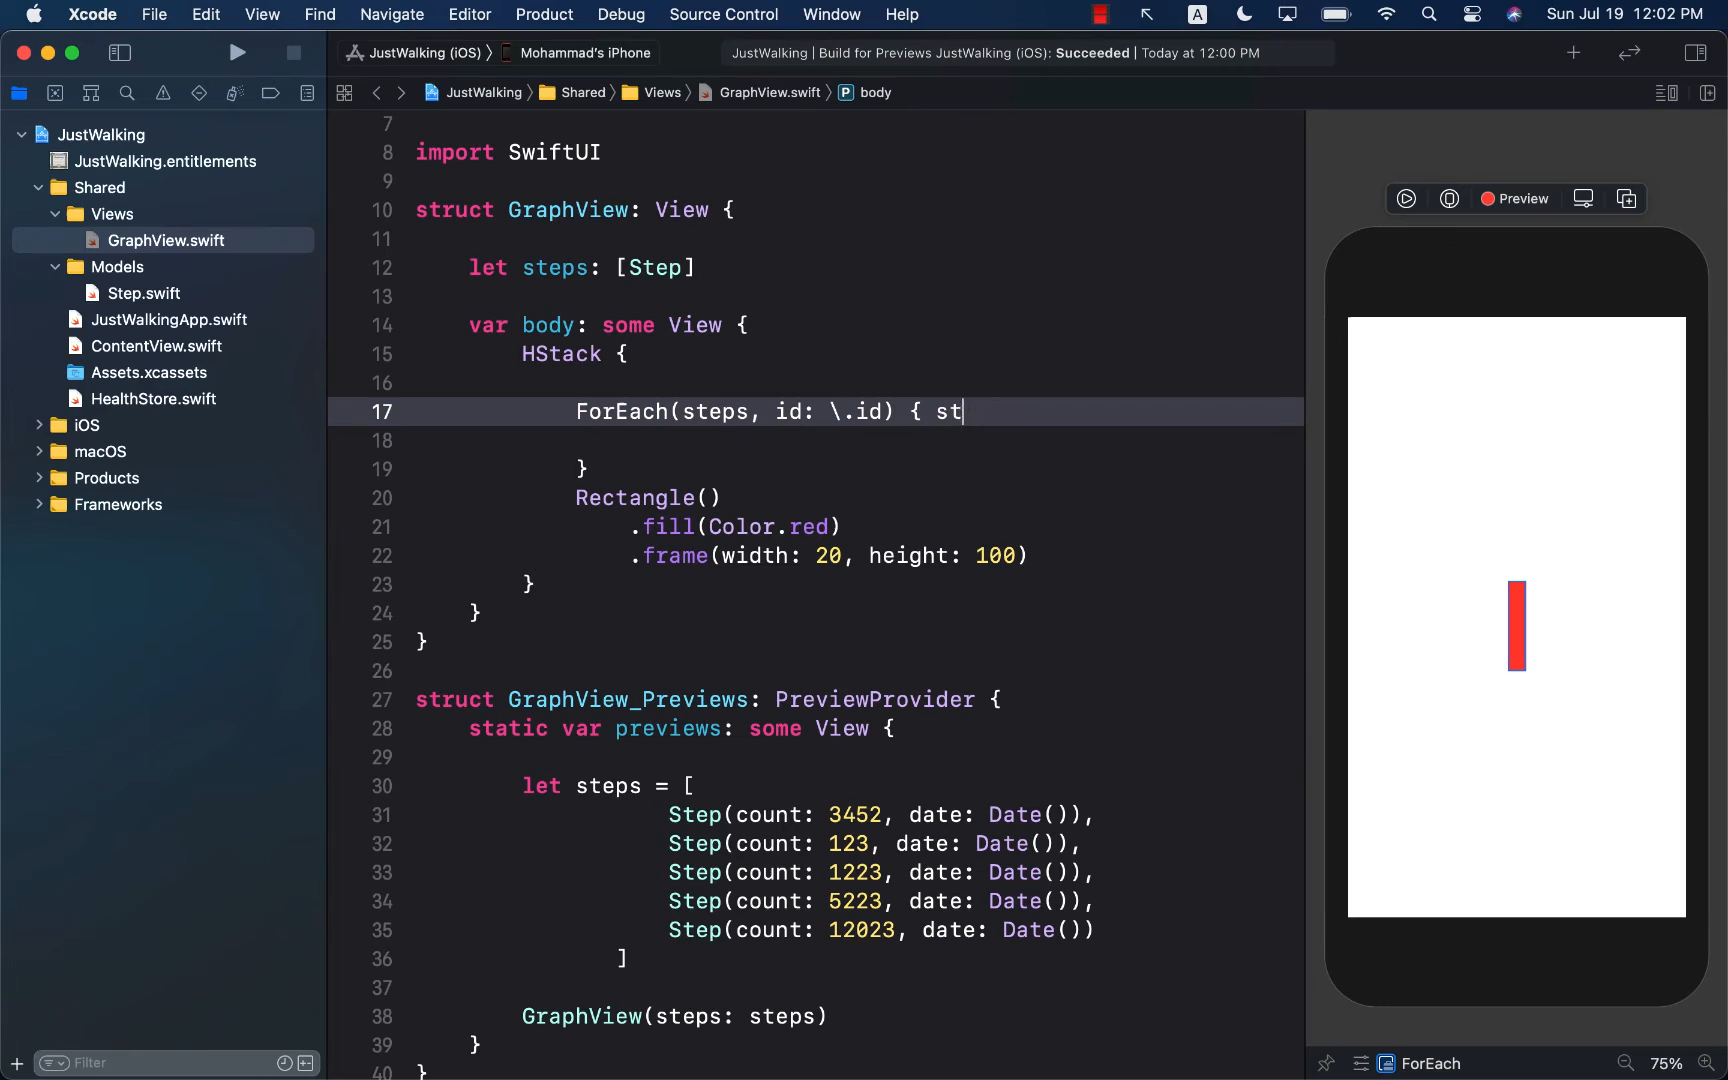 Xcode File Edit View Find Navigate Editor Product Debug Source Control Window Help A Sun Jul 19 12:02 PM
JustWalking (iOS) 〉 Mohammad's iPhone JustWalking | Build for Previews JustWalking (iOS): Succeeded | Today at 12:00 PM
JustWalking 〉 Shared 〉 Views 〉 GraphView.swift 〉 P body
JustWalking
JustWalking.entitlements
Shared
Views
GraphView.swift
Models
Step.swift
JustWalkingApp.swift
ContentView.swift
Assets.xcassets
HealthStore.swift
iOS
macOS
Products
Frameworks
Filter
7
8 import SwiftUI
9
10 struct GraphView: View {
11
12 let steps: [Step]
13
14 var body: some View {
15 HStack {
16
17 ForEach(steps, id: \.id) { st
18
19 }
20 Rectangle()
21 .fill(Color.red)
22 .frame(width: 20, height: 100)
23 }
24 }
25 }
26
27 struct GraphView_Previews: PreviewProvider {
28 static var previews: some View {
29
30 let steps = [
31 Step(count: 3452, date: Date()),
32 Step(count: 123, date: Date()),
33 Step(count: 1223, date: Date()),
34 Step(count: 5223, date: Date()),
35 Step(count: 12023, date: Date())
36 ]
37
38 GraphView(steps: steps)
39 }
40 }
Preview
ForEach 75%